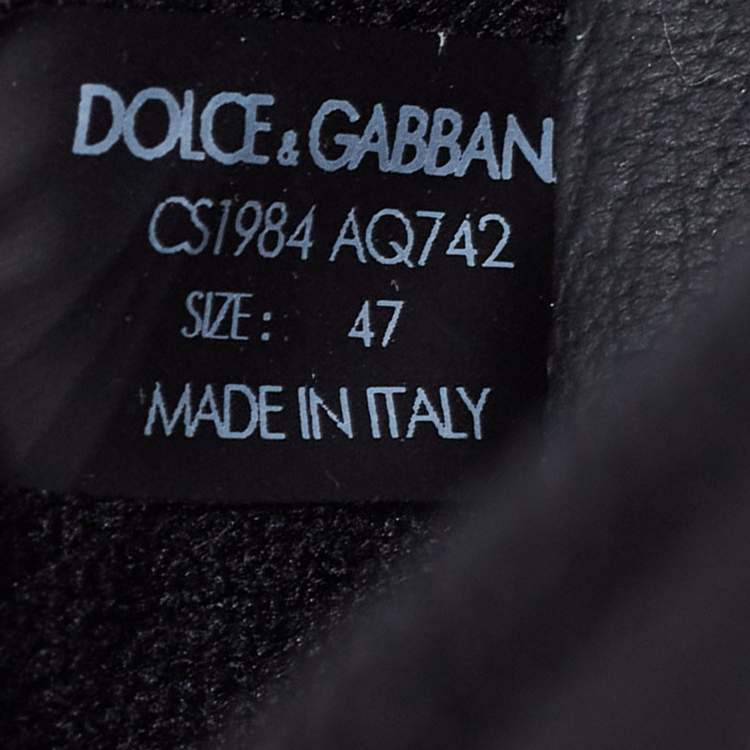 DOLCE & GABBAN
CS1984 AQ742
SIZE: 47
MADE IN ITALY